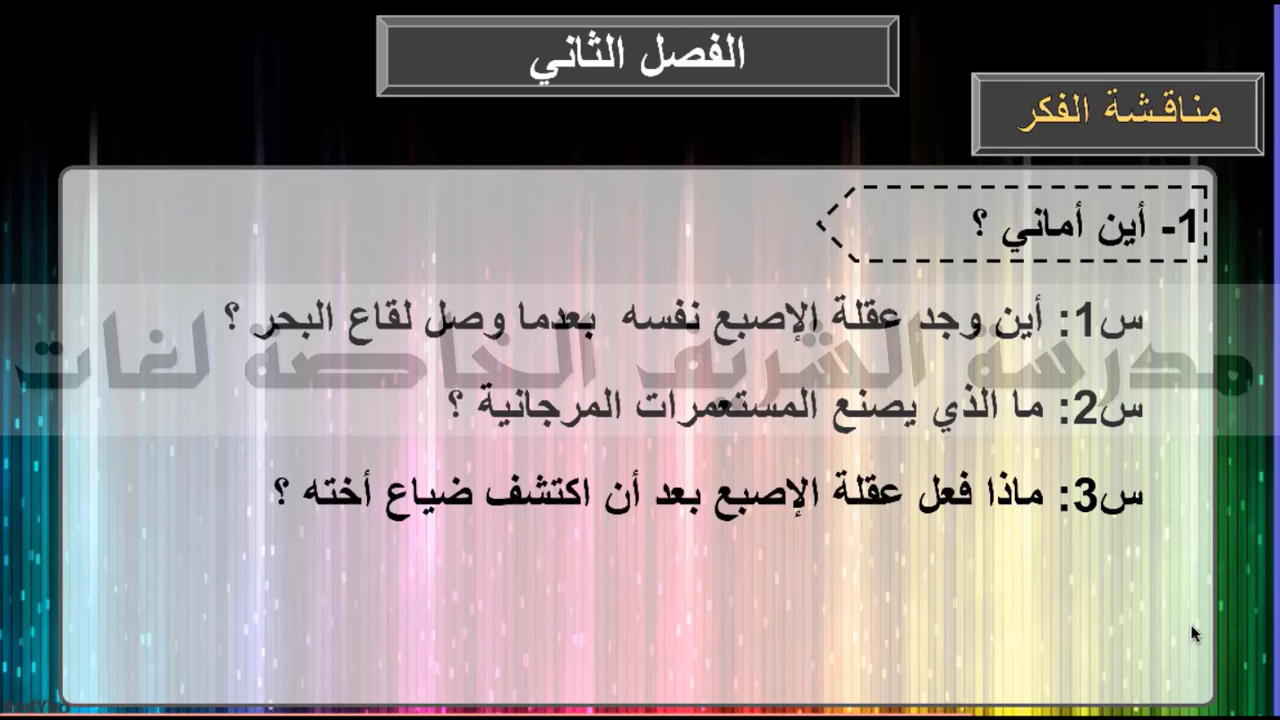 الفصل الثاني
مناقشة الفكر
1- أين أماني ؟
س1: أين وجد عقلة الإصبع نفسه بعدما وصل لقاع البحر ؟
مدرسة الشريف الخاصة لغات
س2: ما الذي يصنع المستعمرات المرجانية ؟
س3: ماذا فعل عقلة الإصبع بعد أن اكتشف ضياع أخته ؟